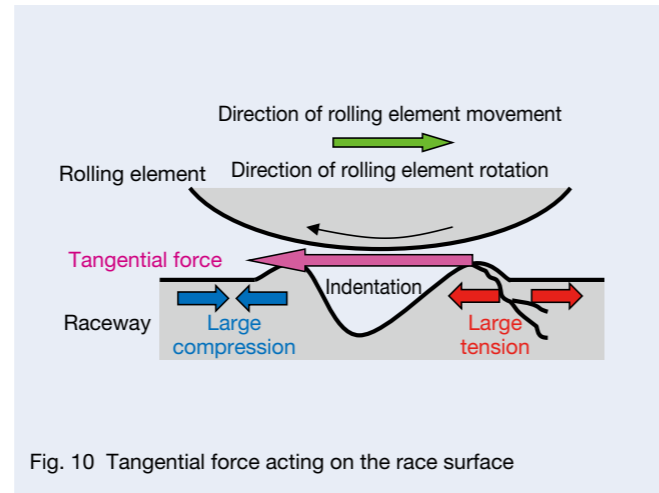 Direction of rolling element movement
Rolling element
Direction of rolling element rotation
Tangential force
Indentation
Raceway
Large
compression
Large
tension
Fig. 10 Tangential force acting on the race surface